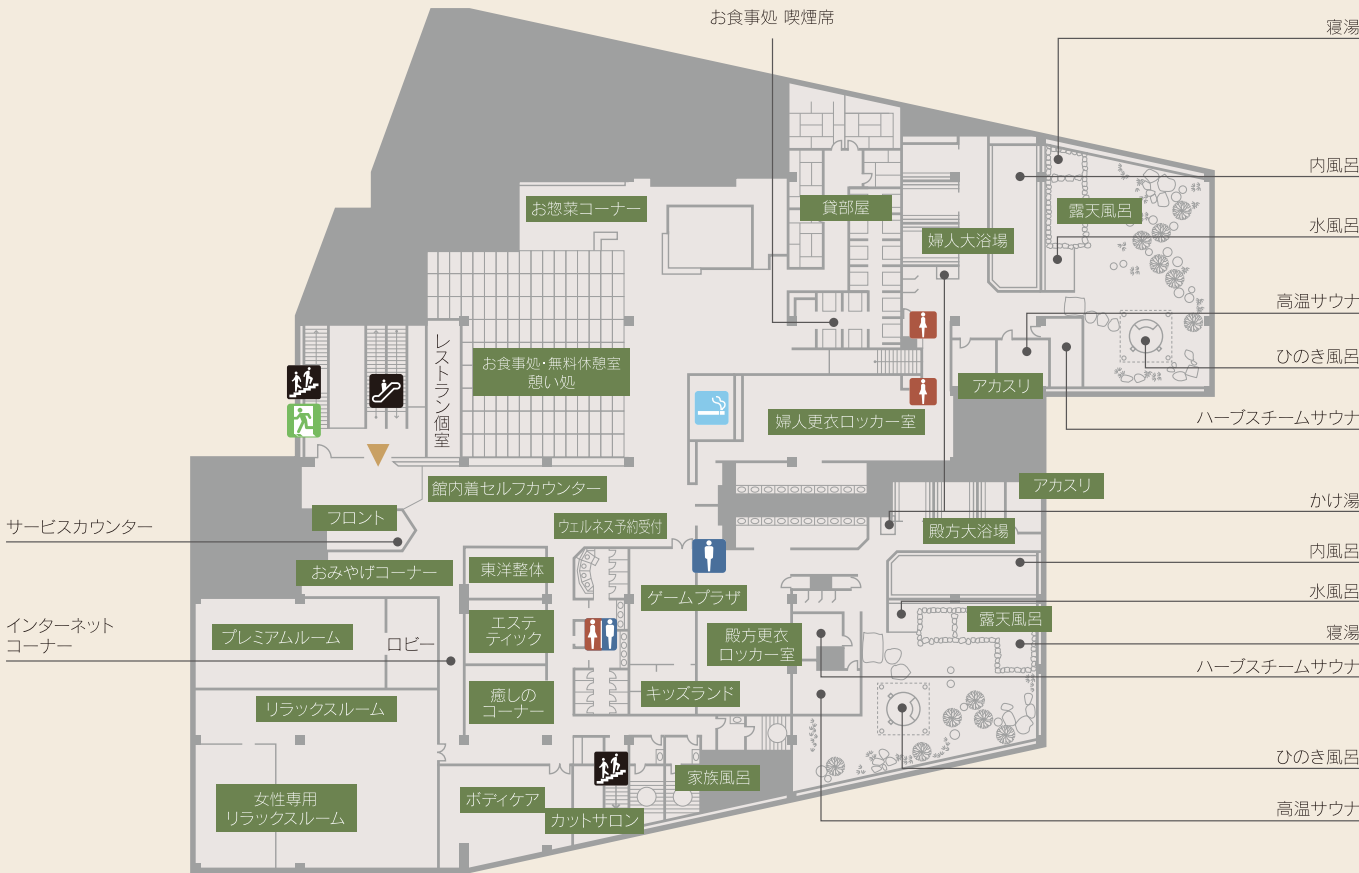 お食事処 喫煙席
寝湯
内風呂
お惣菜コーナー
貸部屋
露天風呂
水風呂
婦人大浴場
高温サウナ
レストラン個室
お食事処・無料休憩室
憩い処
ひのき風呂
アカスリ
ハーブスチームサウナ
婦人更衣ロッカー室
館内着セルフカウンター
アカスリ
かけ湯
フロント
サービスカウンター
ウェルネス予約受付
殿方大浴場
内風呂
おみやげコーナー
東洋整体
水風呂
ゲームプラザ
露天風呂
インターネット
コーナー
プレミアムルーム
ロビー
エステ
ティック
殿方更衣
ロッカー室
寝湯
ハーブスチームサウナ
リラックスルーム
癒しの
コーナー
キッズランド
ひのき風呂
家族風呂
女性専用
リラックスルーム
ボディケア
カットサロン
高温サウナ